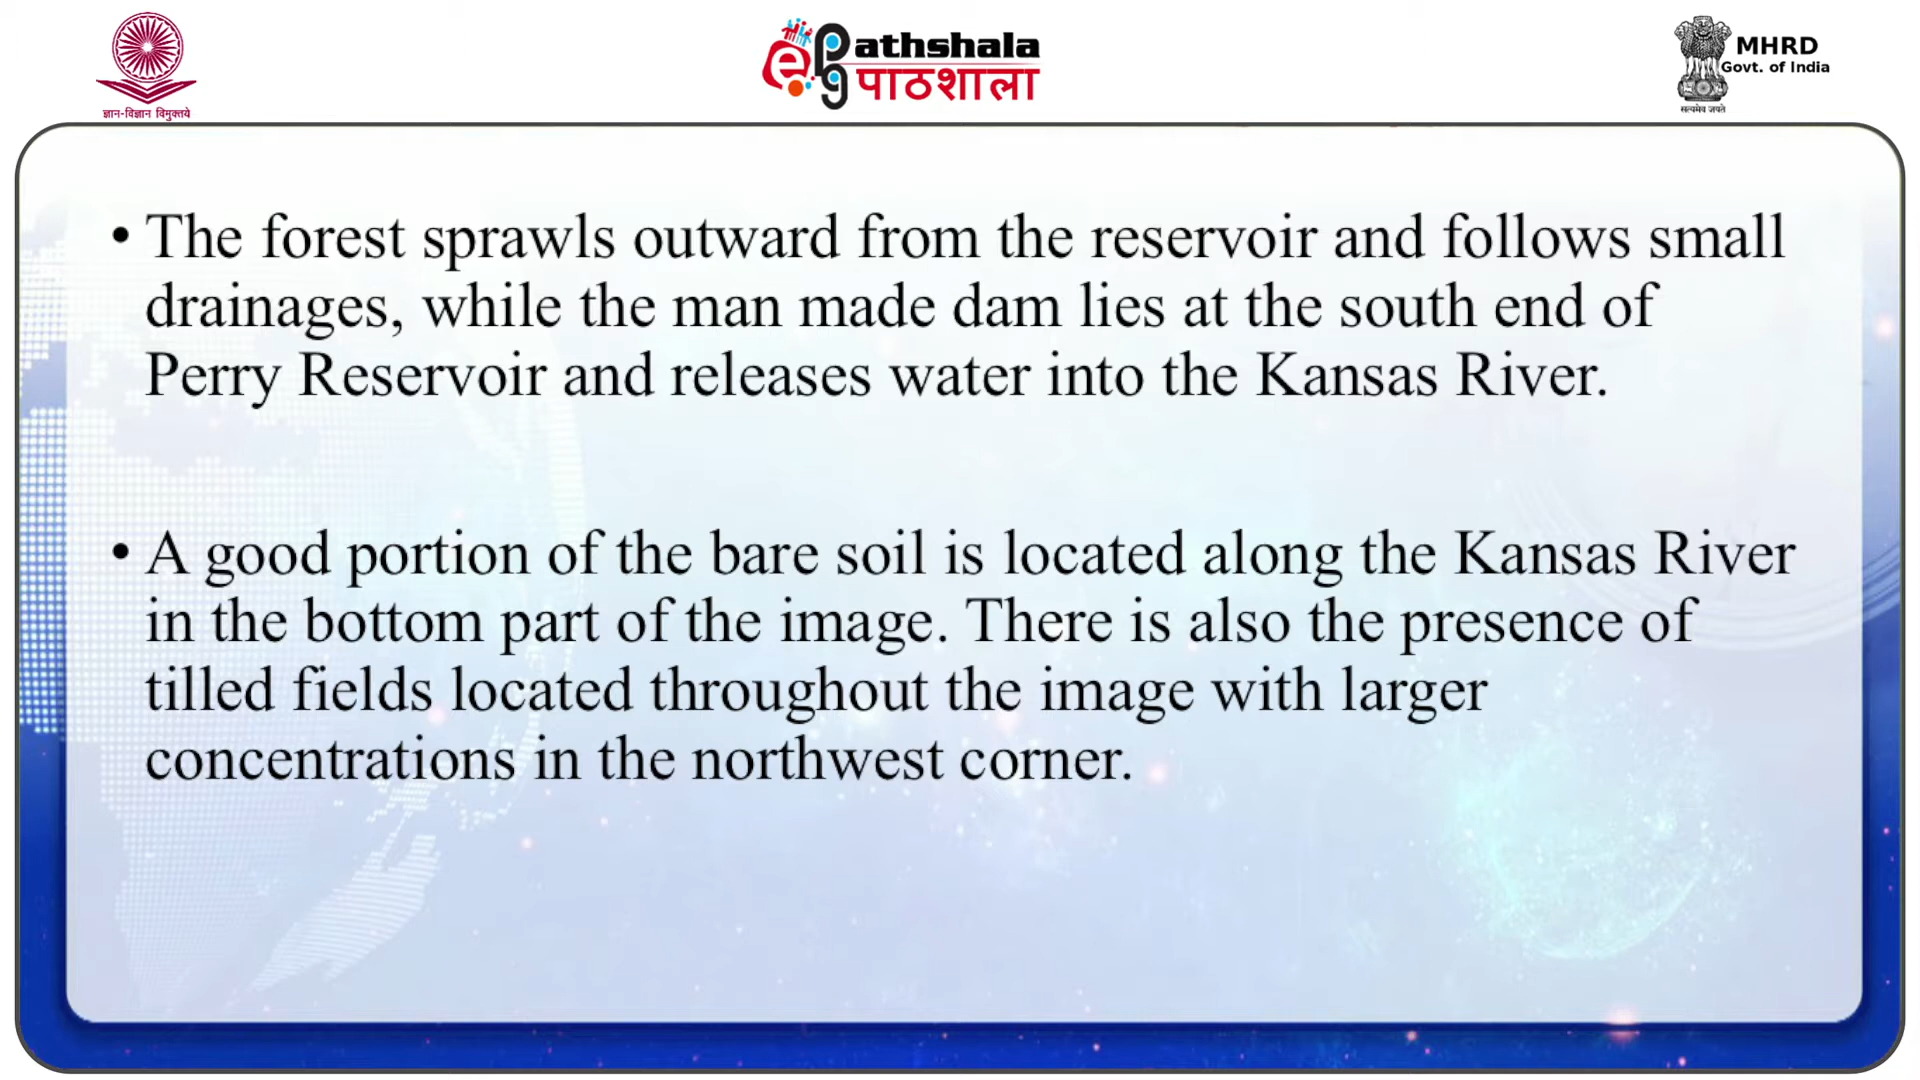 ज्ञान-विज्ञान विमुक्तये
ePG Pathshala
पाठशाला
MHRD
Govt. of India
सत्यमेव जयते
• The forest sprawls outward from the reservoir and follows small
drainages, while the man made dam lies at the south end of
Perry Reservoir and releases water into the Kansas River.
• A good portion of the bare soil is located along the Kansas River
in the bottom part of the image. There is also the presence of
tilled fields located throughout the image with larger
concentrations in the northwest corner.